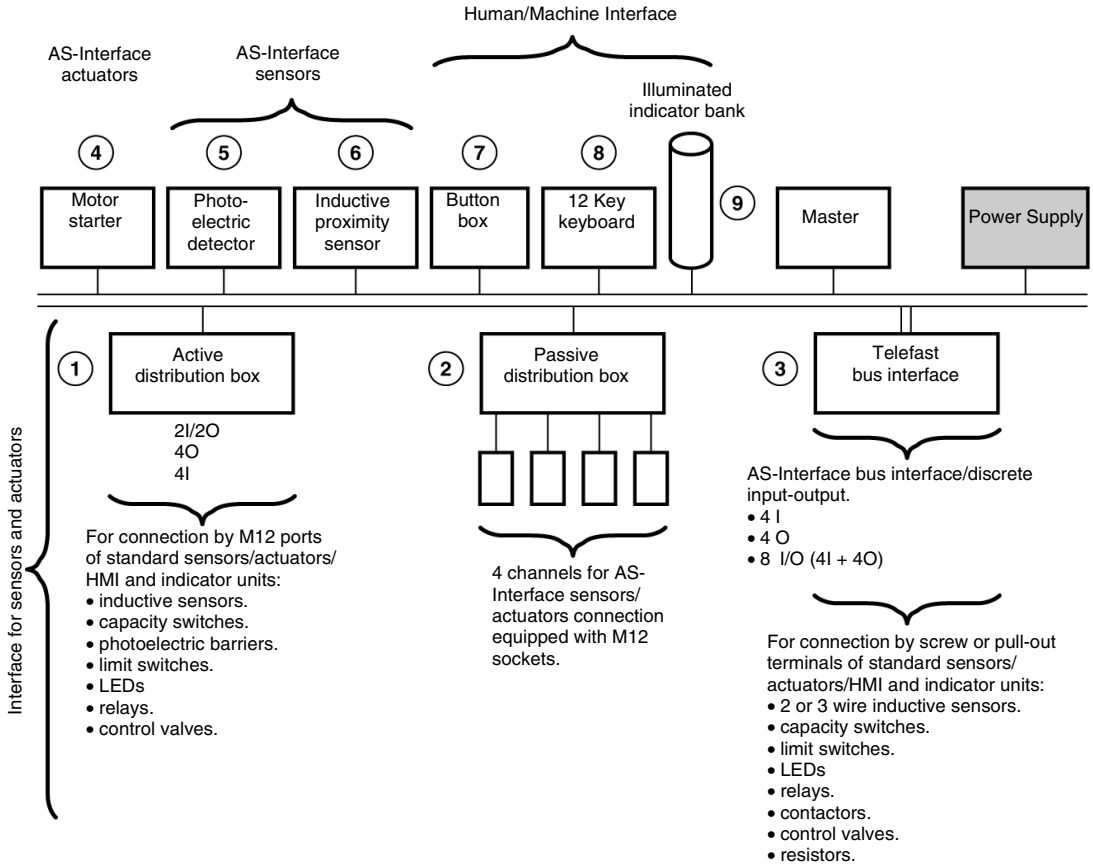 Human/Machine Interface
AS-Interface
actuators
AS-Interface
sensors
Illuminated
indicator bank
4
5
6
7
8
9
Motor
starter
Photo-
electric
detector
Inductive
proximity
sensor
Button
box
12 Key
keyboard
Master
Power Supply
Interface for sensors and actuators
1
Active
distribution box
2I/2O
4O
4I
For connection by M12 ports
of standard sensors/actuators/
HMI and indicator units:
• inductive sensors.
• capacity switches.
• photoelectric barriers.
• limit switches.
• LEDs
• relays.
• control valves.
2
Passive
distribution box
4 channels for AS-
Interface sensors/
actuators connection
equipped with M12
sockets.
3
Telefast
bus interface
AS-Interface bus interface/discrete
input-output.
• 4 I
• 4 O
• 8 I/O (4I + 4O)
For connection by screw or pull-out
terminals of standard sensors/
actuators/HMI and indicator units:
• 2 or 3 wire inductive sensors.
• capacity switches.
• limit switches.
• LEDs
• relays.
• contactors.
• control valves.
• resistors.